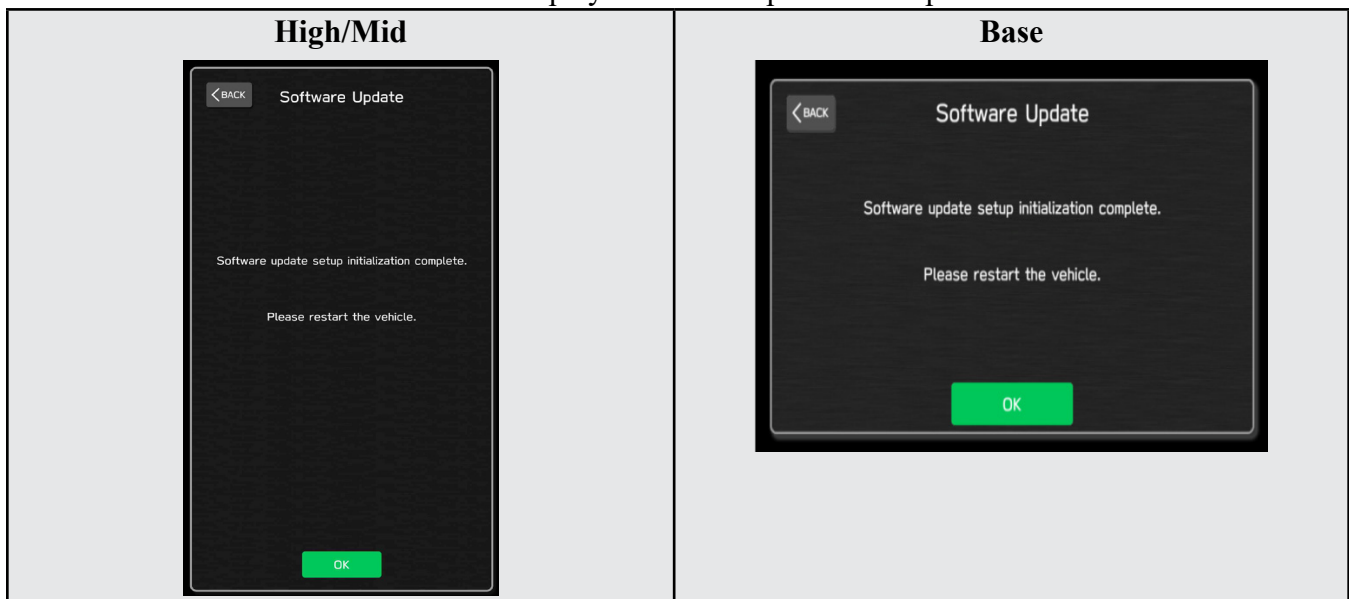 High/Mid
BACK
Software Update
Software update setup initialization complete.
Please restart the vehicle.
OK
Base
BACK
Software Update
Software update setup initialization complete.
Please restart the vehicle.
OK